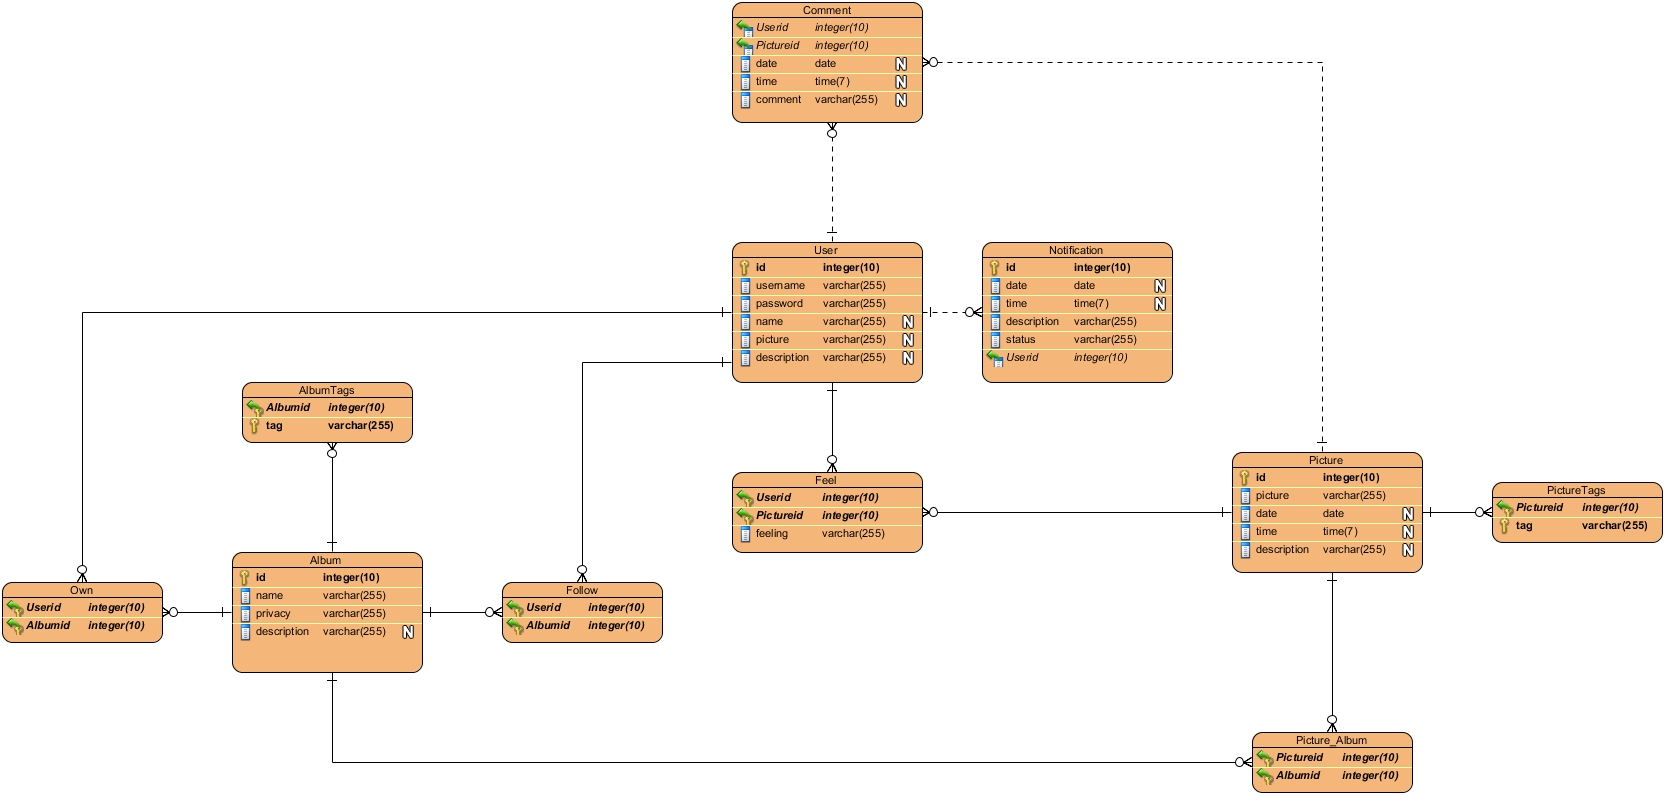 Comment
Userid integer(10)
Pictureid integer(10)
date date N
time time(7) N
comment varchar(255) N
User
id integer(10)
username varchar(255)
password varchar(255)
name varchar(255) N
picture varchar(255) N
description varchar(255) N
Notification
id integer(10)
date date N
time time(7) N
description varchar(255)
status varchar(255)
Userid integer(10)
AlbumTags
Albumid integer(10)
tag varchar(255)
Feel
Userid integer(10)
Pictureid integer(10)
feeling varchar(255)
Picture
id integer(10)
picture varchar(255)
date date N
time time(7) N
description varchar(255) N
PictureTags
Pictureid integer(10)
tag varchar(255)
Own
Userid integer(10)
Albumid integer(10)
Album
id integer(10)
name varchar(255)
privacy varchar(255)
description varchar(255) N
Follow
Userid integer(10)
Albumid integer(10)
Picture_Album
Pictureid integer(10)
Albumid integer(10)